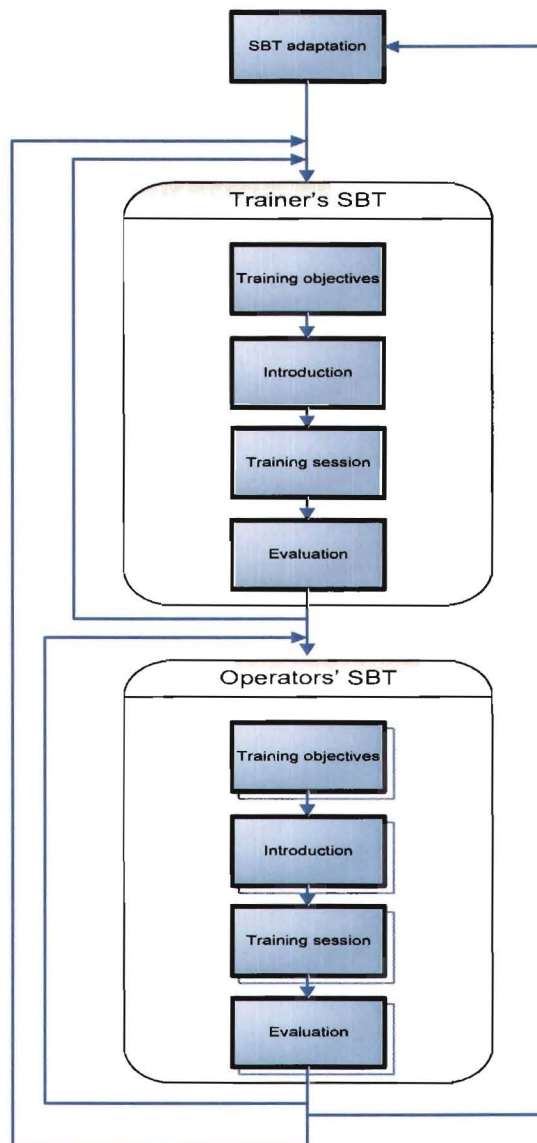 SBT adaptation
Trainer's SBT
Training objectives
Introduction
Training session
Evaluation
Operators' SBT
Training objectives
Introduction
Training session
Evaluation